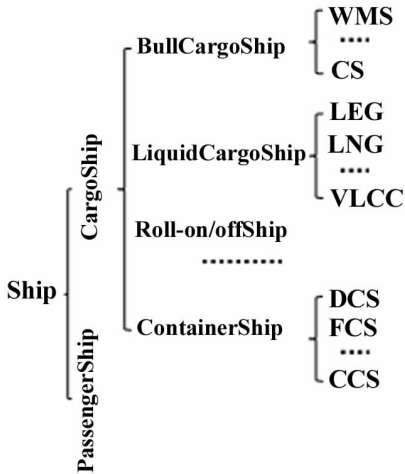 WMS
BullCargoShip
CS
LEG
LNG
LiquidCargoShip
VLCC
CargoShip
Roll-on/offShip
Ship
DCS
FCS
ContainerShip
CCS
PassengerShip